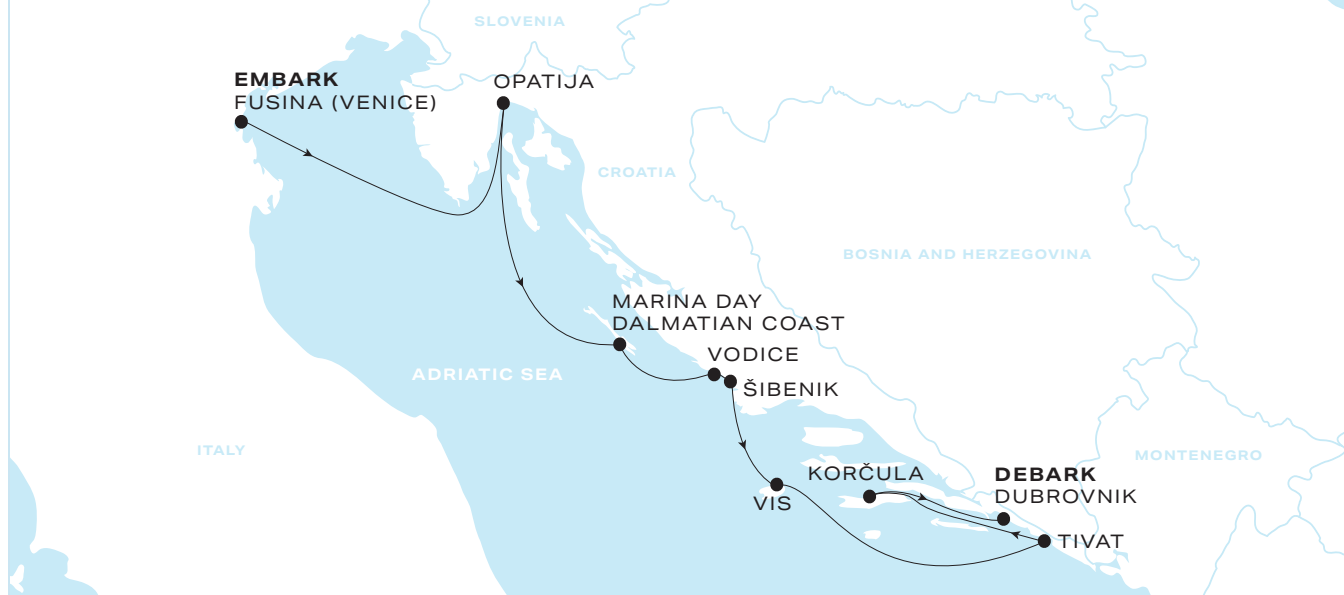 SLOVENIA
EMBARK
FUSINA (VENICE)
OPATIJA
CROATIA
BOSNIA AND HERZEGOVINA
MARINA DAY
DALMATIAN COAST
VODICE
ADRIATIC SEA
ŠIBENIK
ITALY
MONTENEGRO
KORČULA
DEBARK
DUBROVNIK
VIS
TIVAT